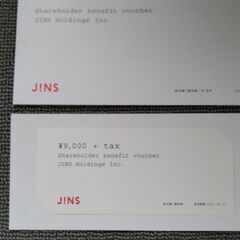 Shareholder benefit voucher
JINS Holdings Inc.
JINS
¥9,000 + tax
Shareholder benefit voucher
JINS Holdings Inc.
JINS